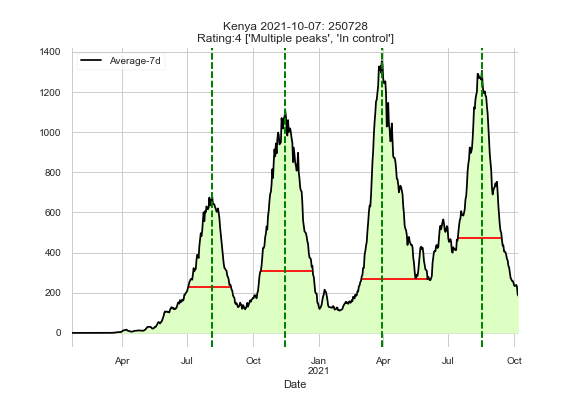 Kenya 2021-10-07: 250728
Rating:4 ['Multiple peaks', 'In control']
1400
Average-7d
1200
1000
800
600
400
200
0
Apr
Jul
Oct
Jan
2021
Apr
Jul
Oct
Date